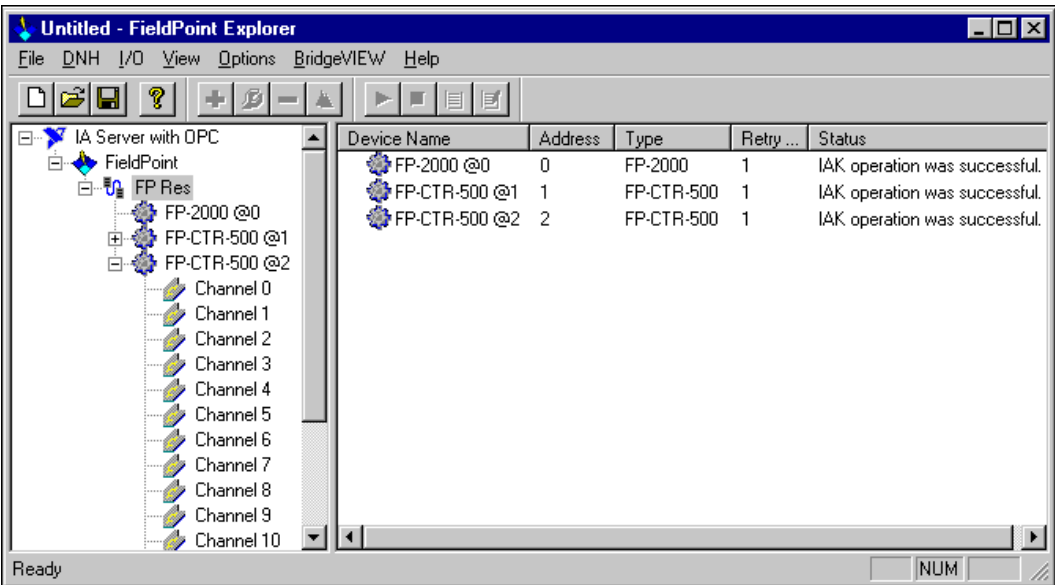 Untitled - FieldPoint Explorer
File DNH I/O View Options BridgeVIEW Help
IA Server with OPC
FieldPoint
FP Res
FP-2000 @0
FP-CTR-500 @1
FP-CTR-500 @2
Channel 0
Channel 1
Channel 2
Channel 3
Channel 4
Channel 5
Channel 6
Channel 7
Channel 8
Channel 9
Channel 10
Device Name Address Type Retry ... Status
FP-2000 @0 0 FP-2000 1 IAK operation was successful.
FP-CTR-500 @1 1 FP-CTR-500 1 IAK operation was successful.
FP-CTR-500 @2 2 FP-CTR-500 1 IAK operation was successful.
Ready NUM